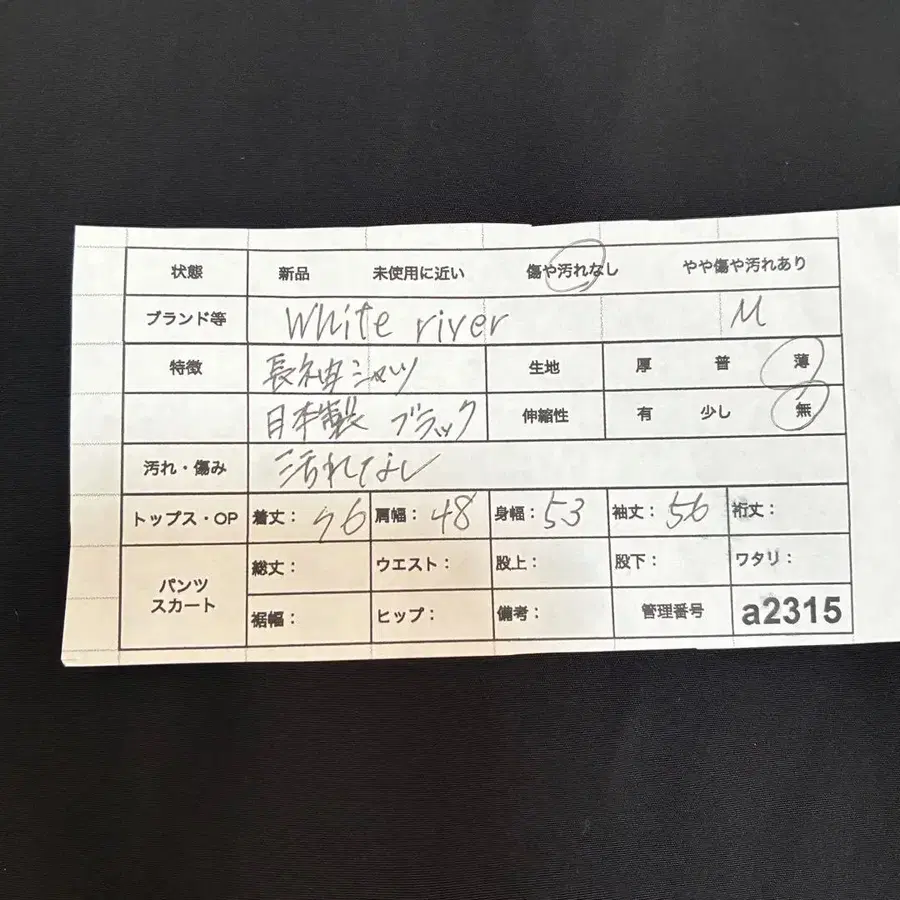 状態 新品 未使用に近い 傷や汚れなし やや傷や汚れあり
ブランド等 White river M
特徴 長袖シャツ 生地 厚 普 薄
日本製 ブラック 伸縮性 有 少し 無
汚れ・傷み 汚れなし
トップス・OP 着丈： 76 肩幅： 48 身幅： 53 袖丈： 56 裄丈：
パンツ スカート 総丈： ウエスト： 股上： 股下： ワタリ：
裾幅： ヒップ： 備考： 管理番号 a2315